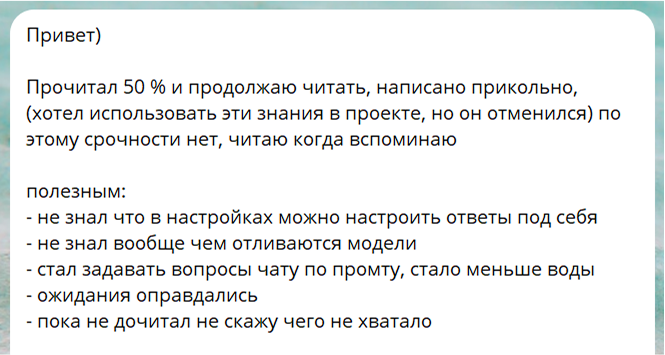 Привет)
Прочитал 50 % и продолжаю читать, написано прикольно,
(хотел использовать эти знания в проекте, но он отменился) по
этому срочности нет, читаю когда вспоминаю
полезным:
- не знал что в настройках можно настроить ответы под себя
- не знал вообще чем отливаются модели
- стал задавать вопросы чату по промту, стало меньше воды
- ожидания оправдались
- пока не дочитал не скажу чего не хватало